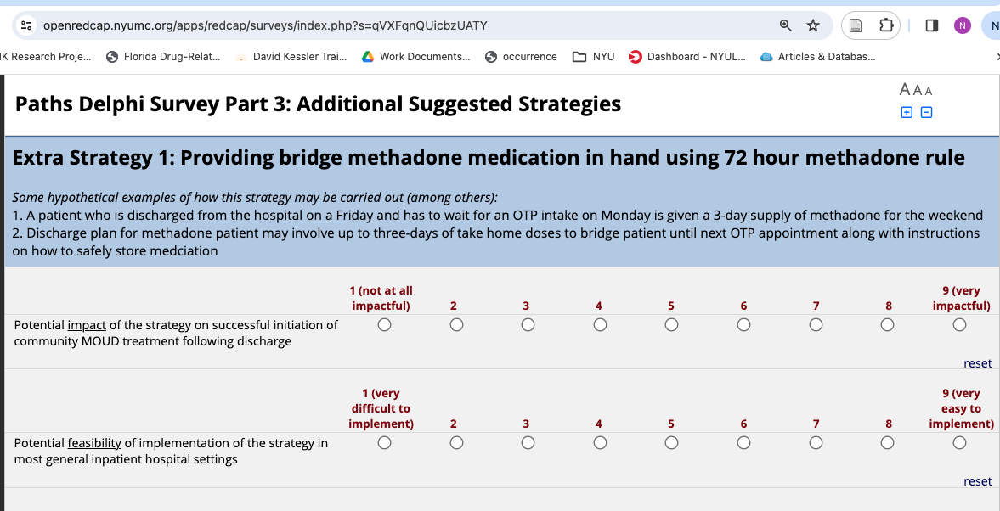 openredcap.nyumc.org/apps/redcap/surveys/index.php?s=qVXFqnQUicbzUATY
N
N
IK Research Proje...
Florida Drug-Relat...
David Kessler Trai...
Work Documents...
occurrence
NYU
Dashboard - NYUL...
Articles & Databas...
Paths Delphi Survey Part 3: Additional Suggested Strategies
A A A
Extra Strategy 1: Providing bridge methadone medication in hand using 72 hour methadone rule
Some hypothetical examples of how this strategy may be carried out (among others):
1. A patient who is discharged from the hospital on a Friday and has to wait for an OTP intake on Monday is given a 3-day supply of methadone for the weekend
2. Discharge plan for methadone patient may involve up to three-days of take home doses to bridge patient until next OTP appointment along with instructions
on how to safely store medciation
1 (not at all
impactful)
2
3
4
5
6
7
8
9 (very
impactful)
Potential impact of the strategy on successful initiation of
community MOUD treatment following discharge
reset
1 (very
difficult to
implement)
2
3
4
5
6
7
8
9 (very
easy to
implement)
Potential feasibility of implementation of the strategy in
most general inpatient hospital settings
reset